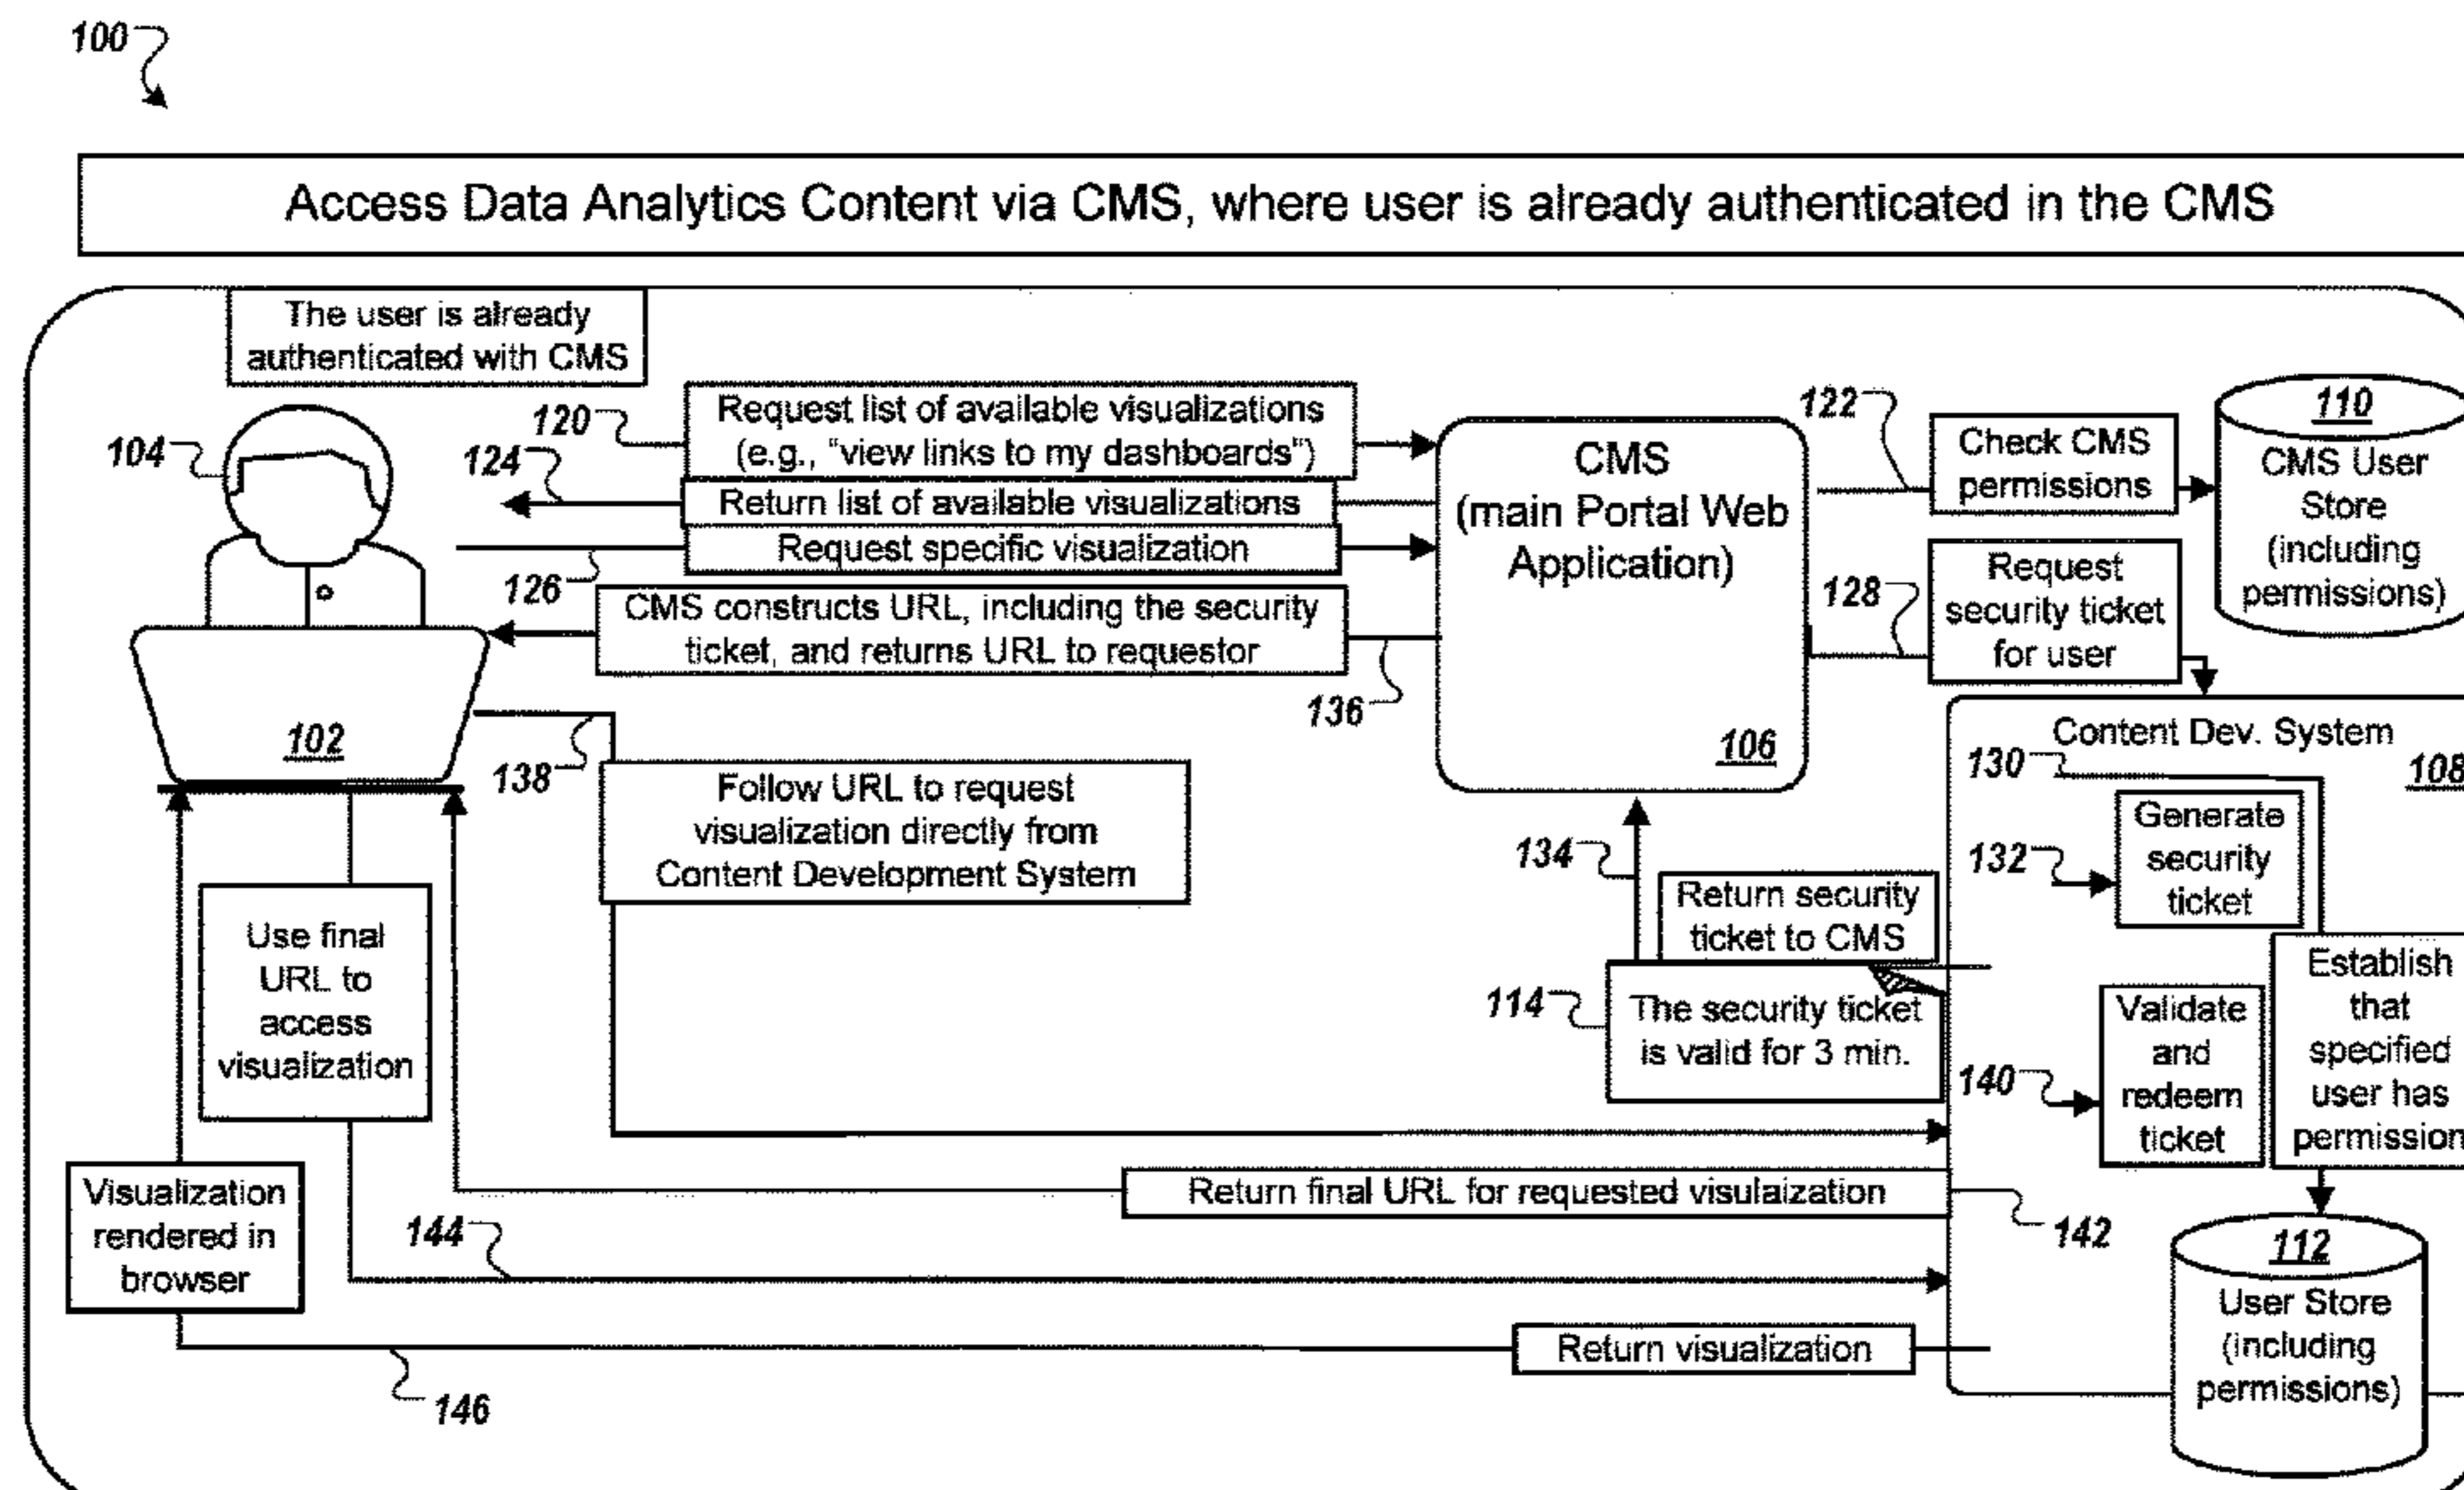 100
Access Data Analytics Content via CMS, where user is already authenticated in the CMS
The user is already
authenticated with CMS
104
120
Request list of available visualizations
(e.g., "view links to my dashboards")
124
Return list of available visualizations
Request specific visualization
126
CMS constructs URL, including the security
ticket, and returns URL to requestor
136
CMS
(main Portal Web
Application)
106
122
Check CMS
permissions
110
CMS User
Store
(including
permissions)
128
Request
security ticket
for user
102
138
Follow URL to request
visualization directly from
Content Development System
134
Return security
ticket to CMS
114
The security ticket
is valid for 3 min.
Content Dev. System
108
130
132
Generate
security
ticket
140
Validate
and
redeem
ticket
Establish
that
specified
user has
permission
Use final
URL to
access
visualization
Visualization
rendered in
browser
Return final URL for requested visulaization
142
144
112
User Store
(including
permissions)
Return visualization
146